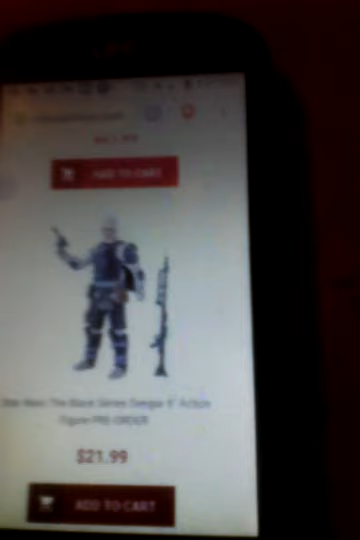 ADD TO CART
Star Wars The Black Series Dengar 6" Action
Figure PRE-ORDER
$21.99
ADD TO CART